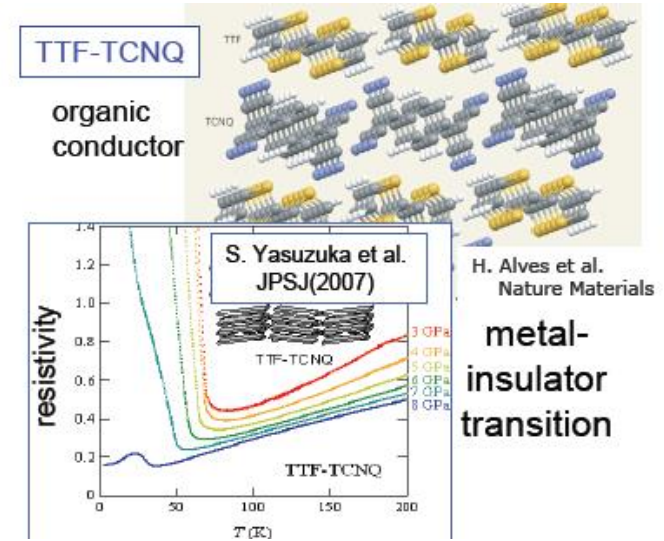 TTF-TCNQ
organic
conductor
TTF
TCNQ
H. Alves et al.
Nature Materials
metal-
insulator
transition
S. Yasuzuka et al.
JPSJ(2007)
TTF-TCNQ
resistivity
1.4
1.2
1.0
0.8
0.6
0.4
0.2
0
3 GPa
4 GPa
5 GPa
6 GPa
7 GPa
8 GPa
TTF-TCNQ
0
50
100
150
200
T (K)